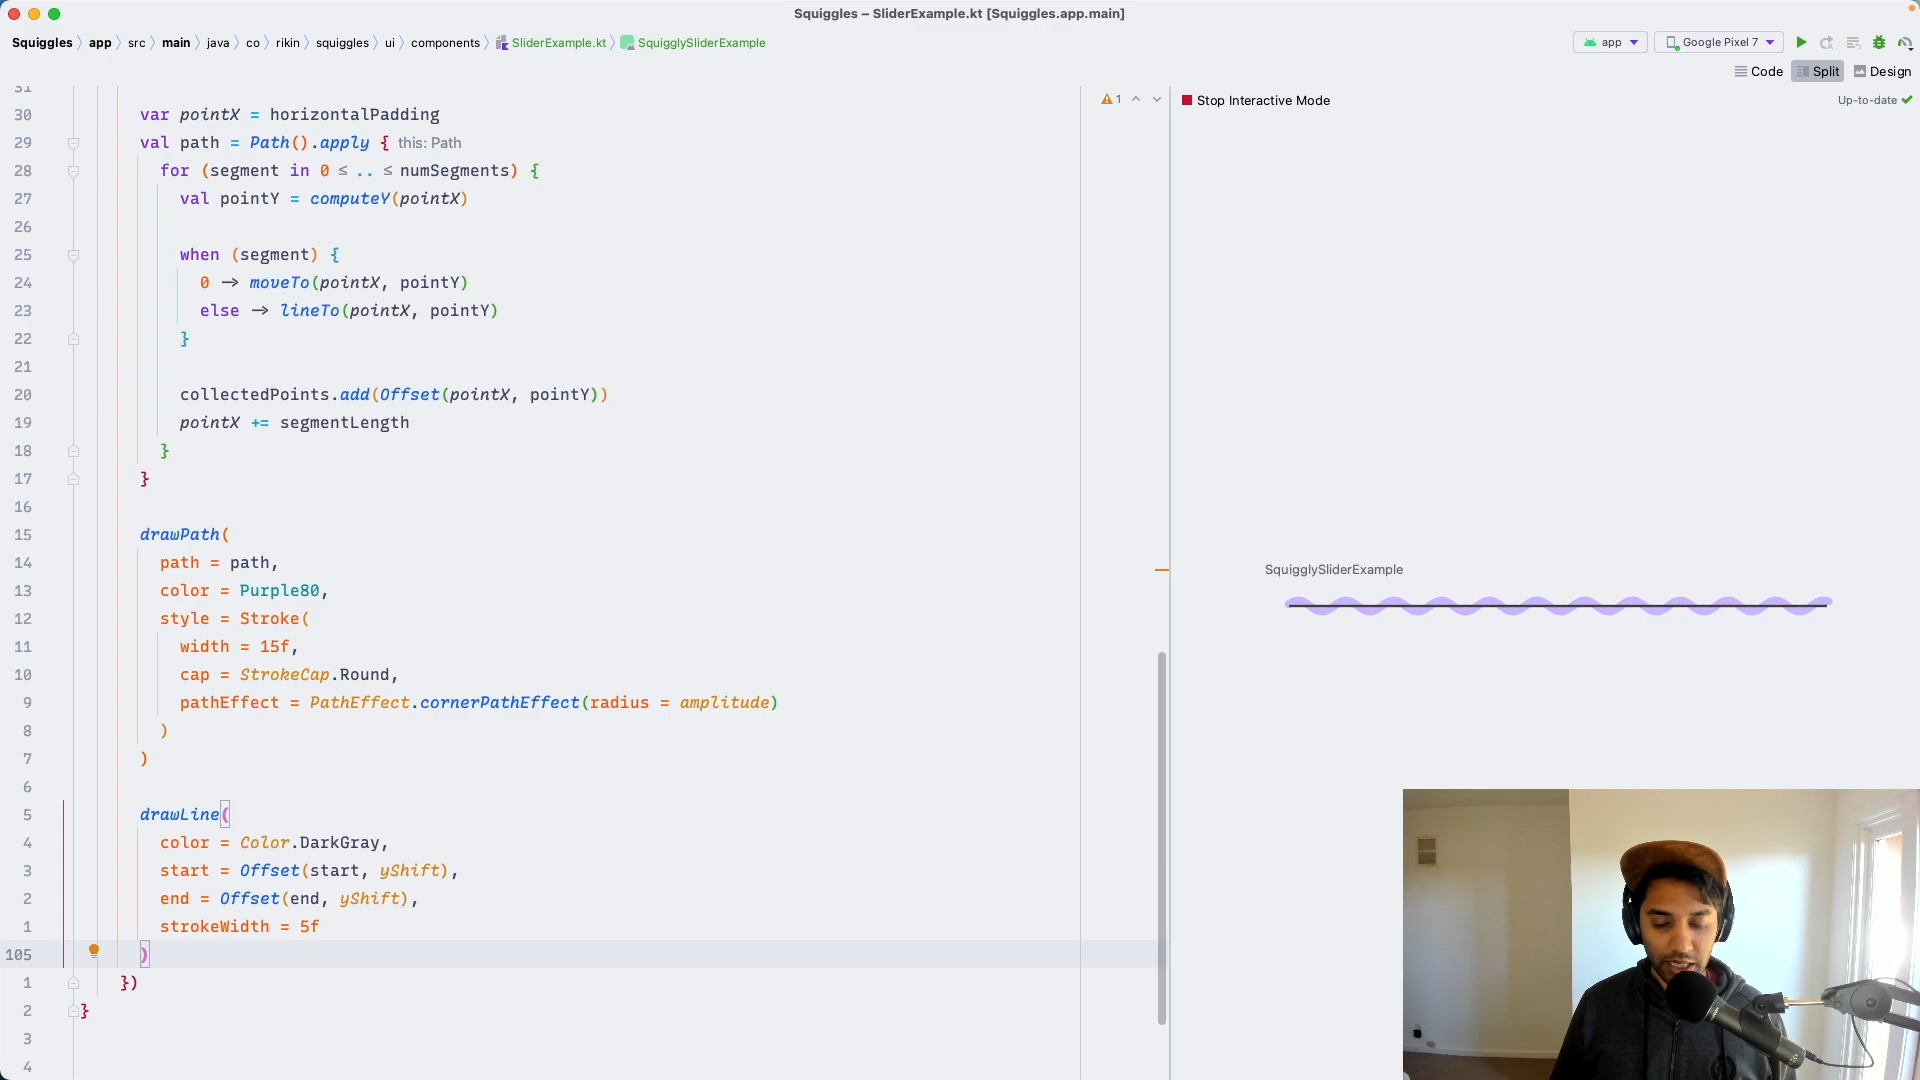 Squiggles – SliderExample.kt [Squiggles.app.main]
Squiggles app src main java co rikin squiggles ui components SliderExample.kt SquigglySliderExample
app Google Pixel 7
Code Split Design
31
1 Stop Interactive Mode Up-to-date
30 var pointX = horizontalPadding
29 val path = Path().apply { this: Path
28 for (segment in 0 ≤ .. ≤ numSegments) {
27 val pointY = computeY(pointX)
26
25 when (segment) {
24 0 -> moveTo(pointX, pointY)
23 else -> lineTo(pointX, pointY)
22 }
21
20 collectedPoints.add(Offset(pointX, pointY))
19 pointX += segmentLength
18 }
17 }
16
15 drawPath(
14 path = path,
13 color = Purple80,
12 style = Stroke(
11 width = 15f,
10 cap = StrokeCap.Round,
9 pathEffect = PathEffect.cornerPathEffect(radius = amplitude)
8 )
7 )
6
5 drawLine(
4 color = Color.DarkGray,
3 start = Offset(start, yShift),
2 end = Offset(end, yShift),
1 strokeWidth = 5f
105 )
1 })
2 }
3
4
SquigglySliderExample